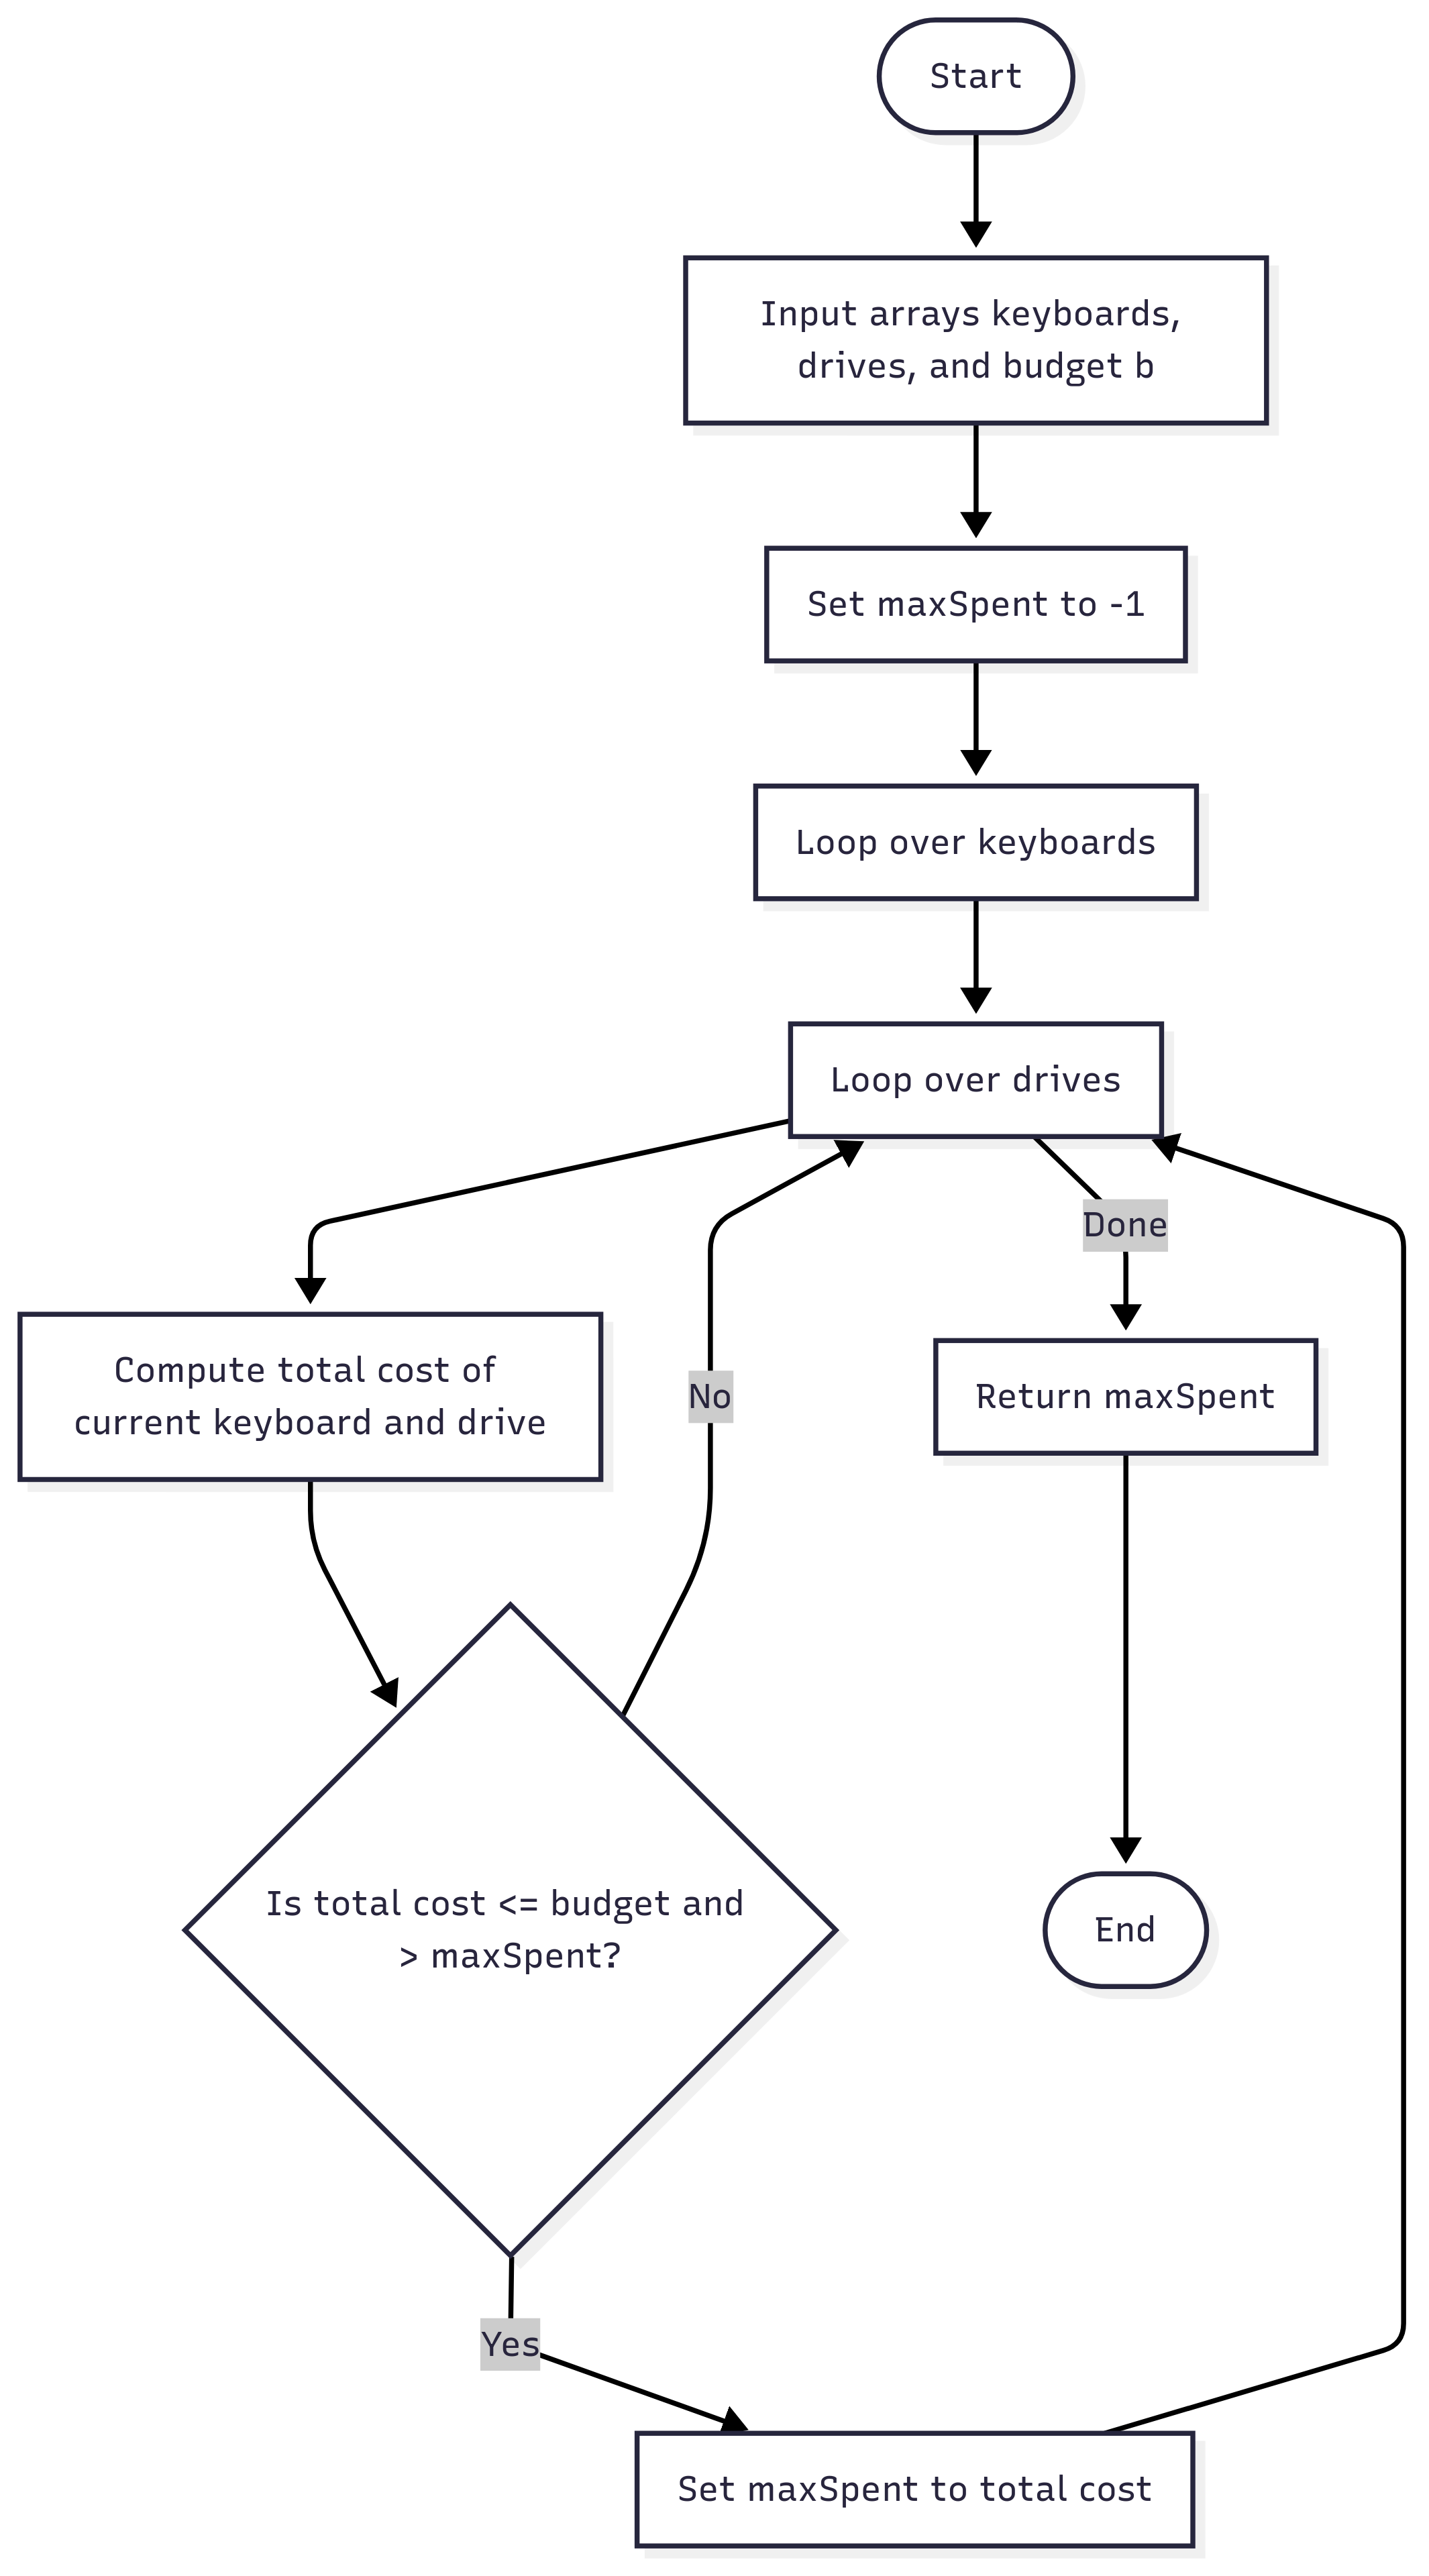 Start
Input arrays keyboards,
drives, and budget b
Set maxSpent to -1
Loop over keyboards
Loop over drives
Done
Compute total cost of
current keyboard and drive
No
Return maxSpent
Is total cost <= budget and
> maxSpent?
End
Yes
Set maxSpent to total cost